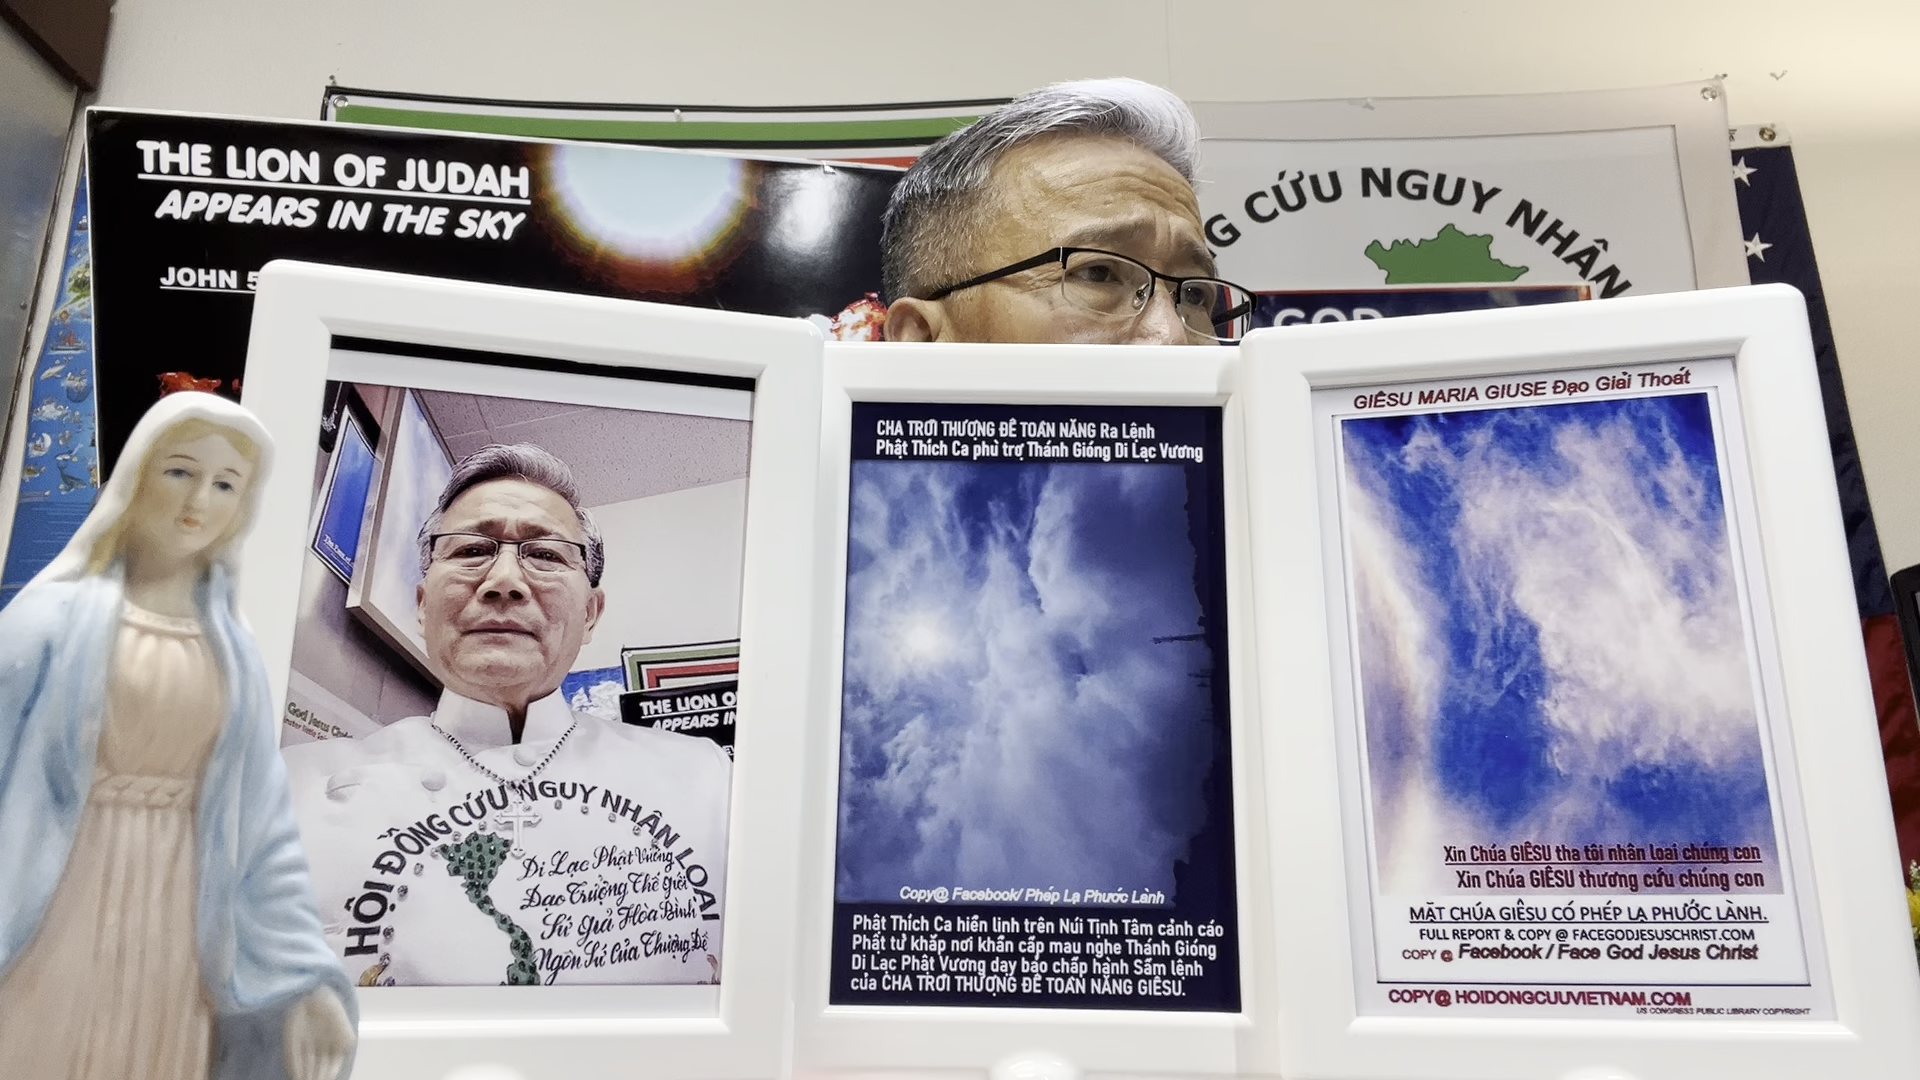 THE LION OF JUDAH
APPEARS IN THE SKY
JOHN 5
CỨU NGUY NHÂN
GOD
THE LION O
APPEARS IN
God Jesus
HỘI ĐỒNG CỨU NGUY NHÂN LOẠI
Di Lạc Phật Vương
Đạo Trưởng Thế Giới
Sứ Giả Hòa Bình
Ngôn Sứ Của Thượng Đế
CHA TRỜI THƯỢNG ĐẾ TOÀN NĂNG Ra Lệnh
Phật Thích Ca phù trợ Thánh Gióng Di Lạc Vương
Copy@ Facebook/ Phép Lạ Phước Lành
Phật Thích Ca hiển linh trên Núi Tịnh Tâm cảnh cáo
Phật tử khắp nơi khẩn cấp mau nghe Thánh Gióng
Di Lạc Phật Vương dạy bảo chấp hành Sấm lệnh
của CHA TRỜI THƯỢNG ĐẾ TOÀN NĂNG GIÊSU.
GIÊSU MARIA GIUSE Đạo Giải Thoát
Xin Chúa GIÊSU tha tội nhân loại chúng con
Xin Chúa GIÊSU thương cứu chúng con
MẶT CHÚA GIÊSU CÓ PHÉP LẠ PHƯỚC LÀNH.
FULL REPORT & COPY @ FACEGODJESUSCHRIST.COM
COPY @ Facebook / Face God Jesus Christ
COPY@ HOIDONGCUUVIETNAM.COM
US CONGRESS PUBLIC LIBRARY COPYRIGHT